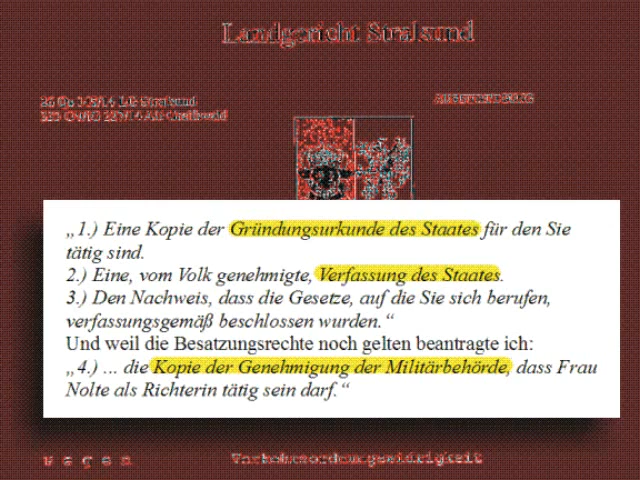 Landgericht Stralsund
„1.) Eine Kopie der Gründungsurkunde des Staates für den Sie
tätig sind.
2.) Eine, vom Volk genehmigte, Verfassung des Staates.
3.) Den Nachweis, dass die Gesetze, auf die Sie sich berufen,
verfassungsgemäß beschlossen wurden.“
Und weil die Besatzungsrechte noch gelten beantragte ich:
„4.) ... die Kopie der Genehmigung der Militärbehörde, dass Frau
Nolte als Richterin tätig sein darf.“
w e g e n Verkehrsordnungswidrigkeit